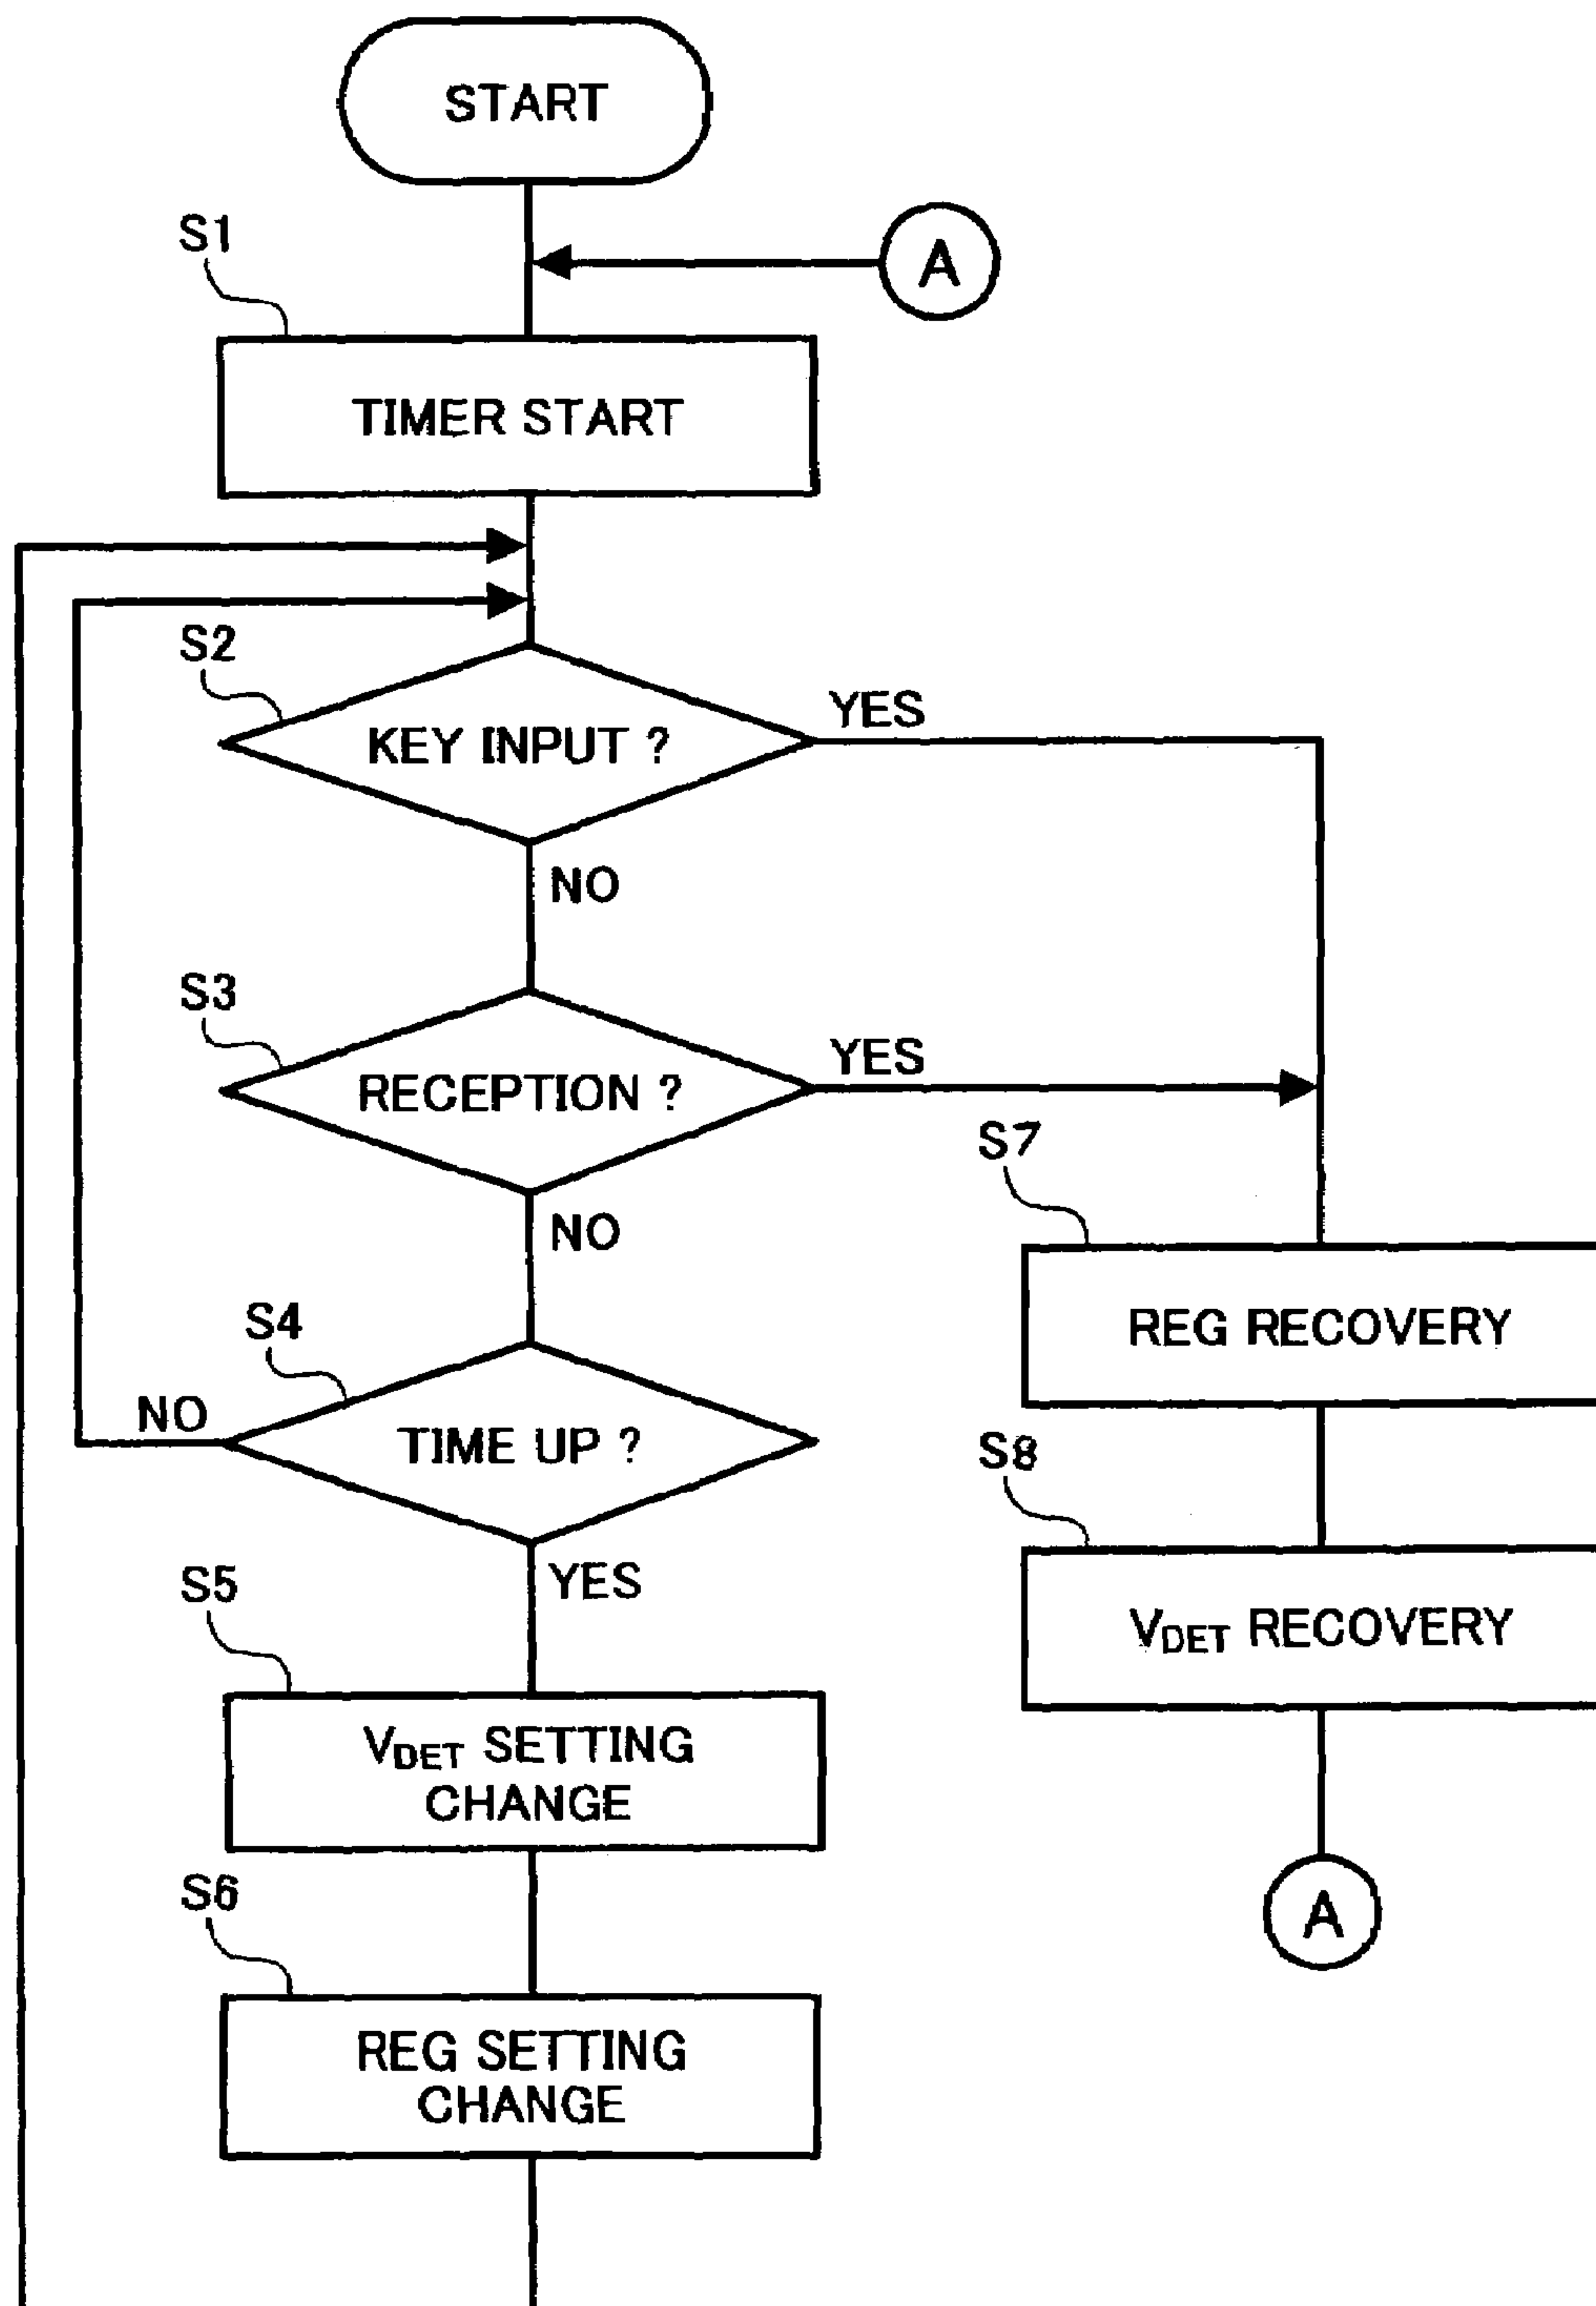 START
A
S1
TIMER START
S2
KEY INPUT ?
YES
NO
S3
RECEPTION ?
YES
NO
S4
TIME UP ?
NO
YES
S5
VDET SETTING
CHANGE
S6
REG SETTING
CHANGE
S7
REG RECOVERY
S8
VDET RECOVERY
A